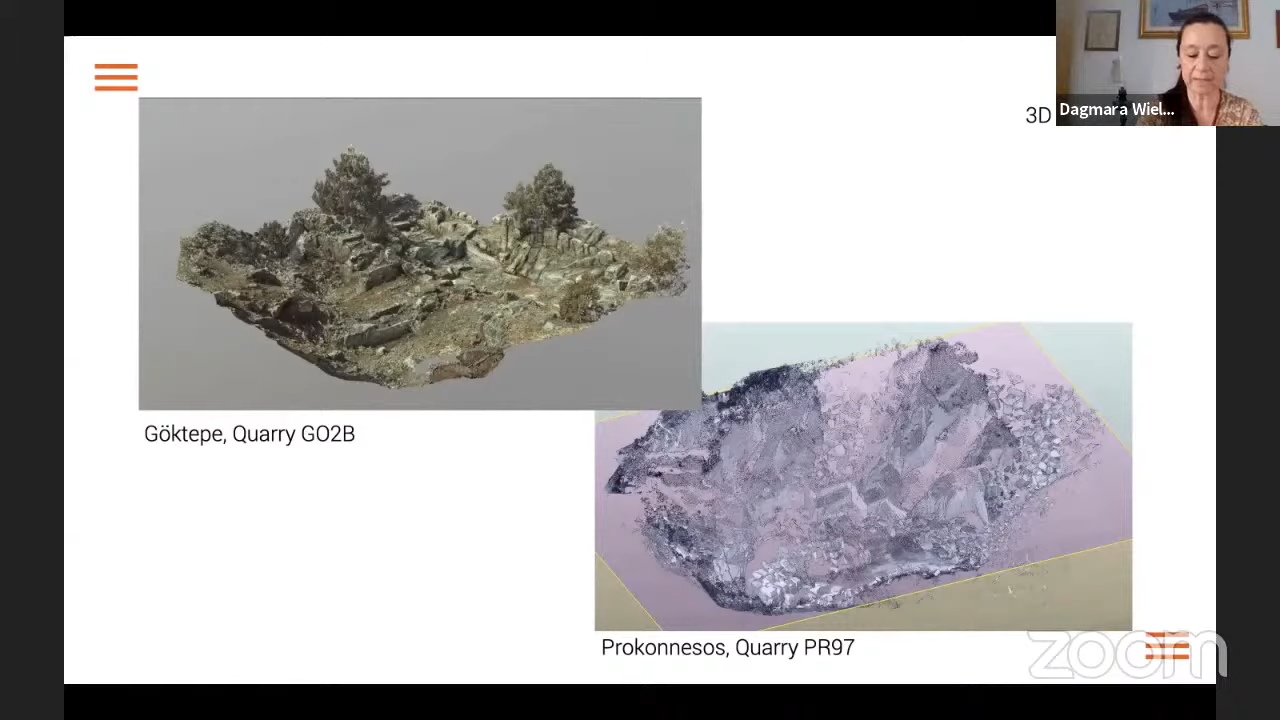 3D
Dagmara Wiel...
Göktepe, Quarry GO2B
Prokonnesos, Quarry PR97
zoom